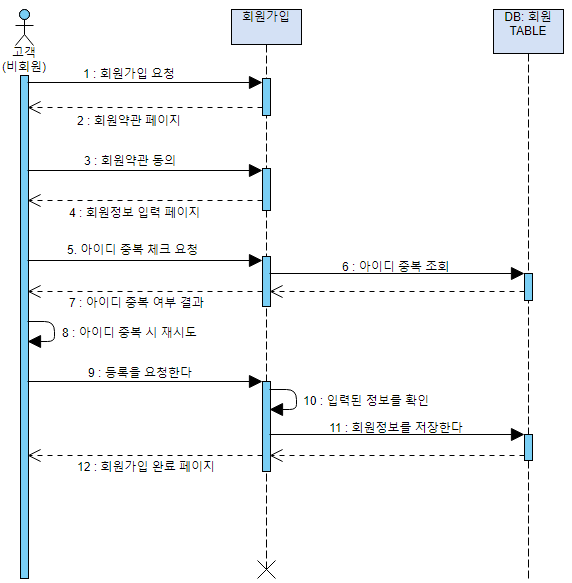 회원가입
DB: 회원
TABLE
고객
(비회원)
1 : 회원가입 요청
2 : 회원약관 페이지
3 : 회원약관 동의
4 : 회원정보 입력 페이지
5. 아이디 중복 체크 요청
6 : 아이디 중복 조회
7 : 아이디 중복 여부 결과
8 : 아이디 중복 시 재시도
9 : 등록을 요청한다
10 : 입력된 정보를 확인
11 : 회원정보를 저장한다
12 : 회원가입 완료 페이지